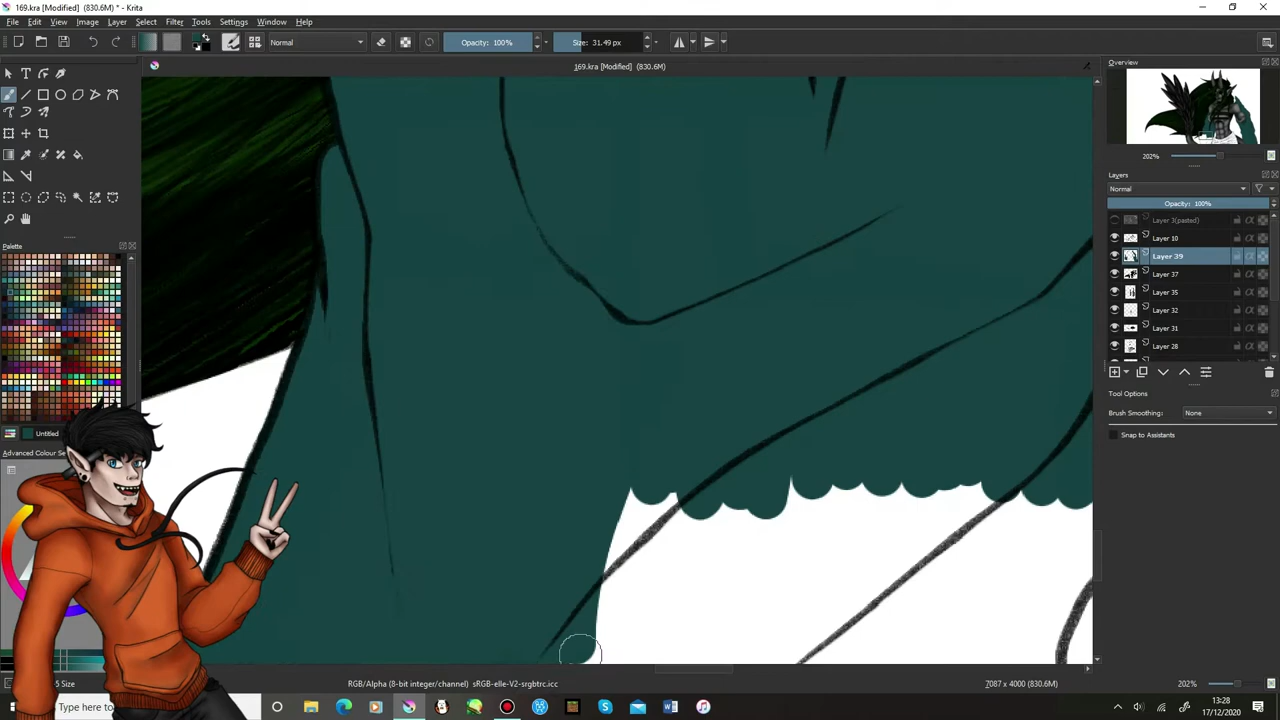 169.kra [Modified] (830.6M) * - Krita
File Edit View Image Layer Select Filter Tools Settings Window Help
Normal Opacity: 100% Size: 31.49 px
169.kra [Modified] (830.6M)
Overview
202%
Layers
Normal
Opacity: 100%
Layer 3(pasted)
Layer 10
Layer 39
Layer 37
Layer 35
Layer 32
Layer 31
Layer 28
Tool Options
Brush Smoothing: None
Snap to Assistants
Palette
Untitled
Advanced Colour Se
5 Size
RGB/Alpha (8-bit integer/channel) sRGB-elle-V2-srgbtrc.icc
7087 x 4000 (830.6M)
202%
Type here to
13:28
17/12/2020